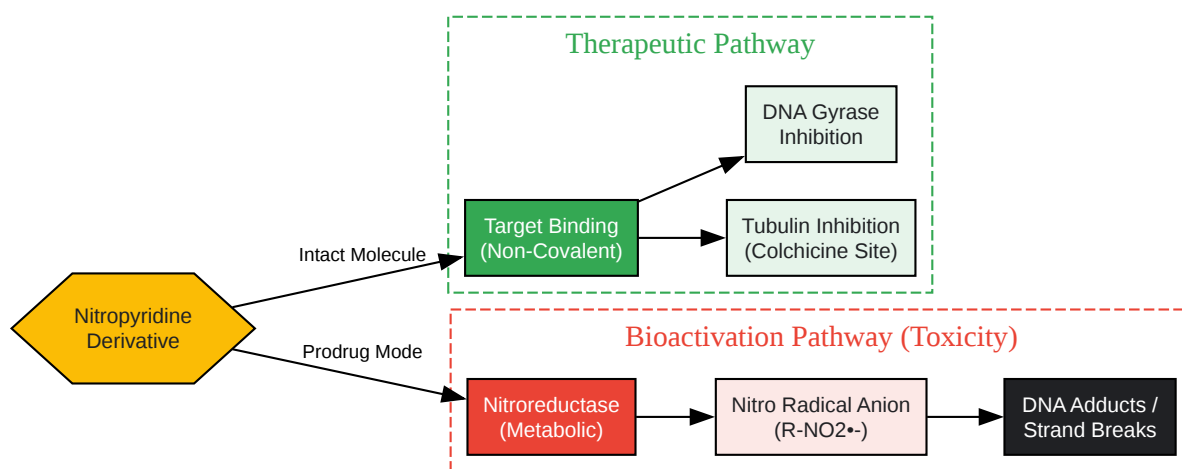 Therapeutic Pathway
DNA Gyrase
Inhibition
Target Binding
(Non-Covalent)
Tubulin Inhibition
(Colchicine Site)
Intact Molecule
Nitropyridine
Derivative
Prodrug Mode
Bioactivation Pathway (Toxicity)
Nitroreductase
(Metabolic)
Nitro Radical Anion
(R-NO2•-)
DNA Adducts /
Strand Breaks